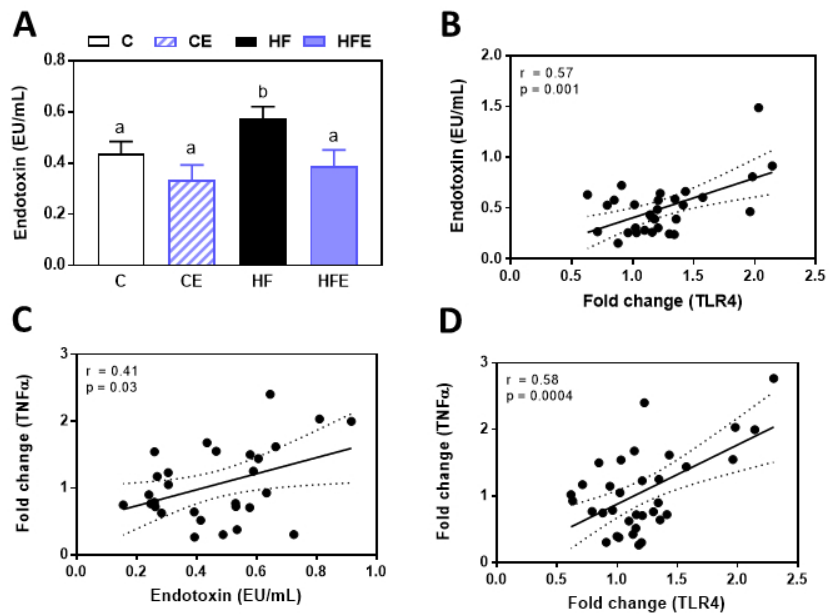 A
C CE HF HFE
Endotoxin (EU/mL)
0.8
0.6
0.4
0.2
0.0
a
a
b
a
C CE HF HFE
B
r = 0.57
p = 0.001
Endotoxin (EU/mL)
2.0
1.5
1.0
0.5
0.0
0.0 0.5 1.0 1.5 2.0 2.5
Fold change (TLR4)
C
r = 0.41
p = 0.03
Fold change (TNFα)
3
2
1
0
0.0 0.2 0.4 0.6 0.8 1.0
Endotoxin (EU/mL)
D
r = 0.58
p = 0.0004
Fold change (TNFα)
3
2
1
0
0.0 0.5 1.0 1.5 2.0 2.5
Fold change (TLR4)